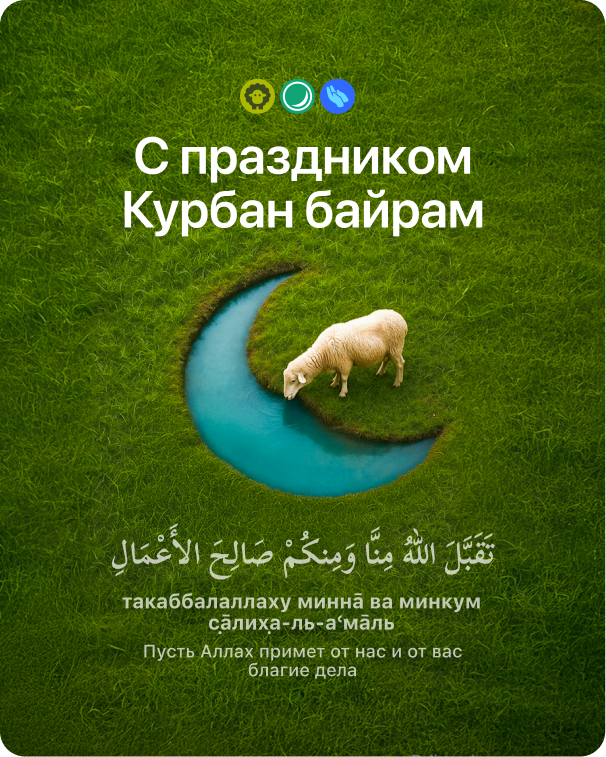 С праздником
Курбан байрам
تَقَبَّلَ اللهُ مِنَّا وَمِنكُمْ صَالِحَ الأَعْمَالِ
такаббалаллаху миннā ва минкум
с̣āлих̣а-ль-а‘мāль
Пусть Аллах примет от нас и от вас
благие дела